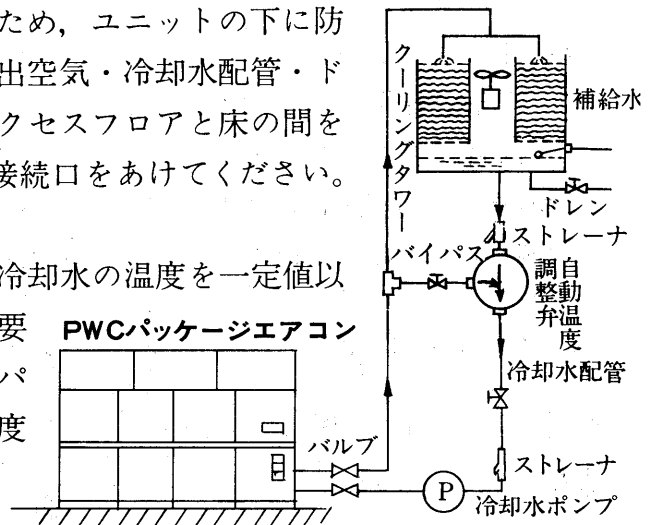 ため，ユニットの下に防
出空気・冷却水配管・ド
クセスフロアと床の間を
接続口をあけてください。
冷却水の温度を一定値以
要
パ
度
PWCパッケージエアコン
クーリングタワー
補給水
ドレン
ストレーナ
バイパス
自動温度
調整弁
冷却水配管
バルブ
ストレーナ
P
冷却水ポンプ